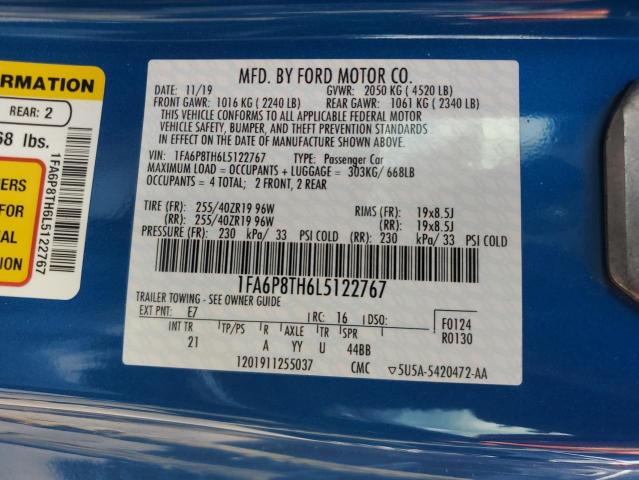 ORMATION
REAR: 2
68 lbs.
NERS
FOR
NAL
ION
1FA6P8TH6L5122767
MFD. BY FORD MOTOR CO.
DATE: 11/19 GVWR: 2050 KG ( 4520 LB)
FRONT GAWR: 1016 KG ( 2240 LB) REAR GAWR: 1061 KG ( 2340 LB)
THIS VEHICLE CONFORMS TO ALL APPLICABLE FEDERAL MOTOR
VEHICLE SAFETY, BUMPER, AND THEFT PREVENTION STANDARDS
IN EFFECT ON THE DATE OF MANUFACTURE SHOWN ABOVE.
VIN: 1FA6P8TH6L5122767 TYPE: Passenger Car
MAXIMUM LOAD = OCCUPANTS + LUGGAGE = 303KG/ 668LB
OCCUPANTS = 4 TOTAL; 2 FRONT, 2 REAR
TIRE (FR): 255/40ZR19 96W RIMS (FR): 19x8.5J
(RR): 255/40ZR19 96W (RR): 19x8.5J
PRESSURE (FR): 230 kPa/ 33 PSI COLD (RR): 230 kPa/ 33 PSI COLD
1FA6P8TH6L5122767
TRAILER TOWING - SEE OWNER GUIDE
EXT PNT: E7 RC: 16 DSO: F0124
INT TR TP/PS R AXLE TR SPR R0130
21 A YY U 44BB
1201911255037 CMC 5U5A-5420472-AA